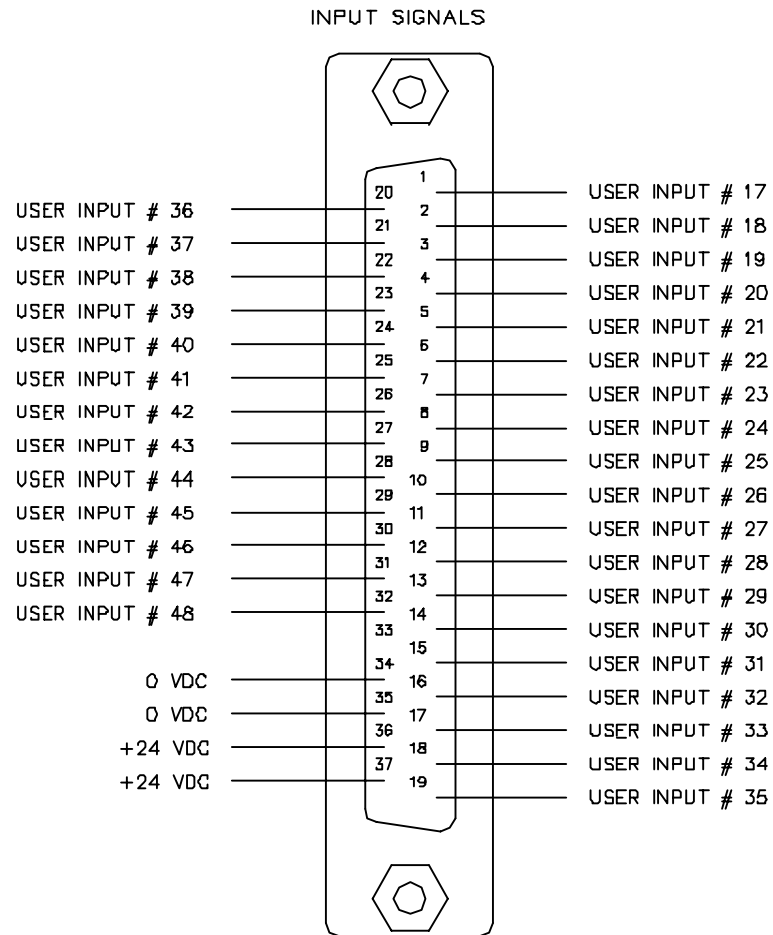 INPUT SIGNALS
1
20 USER INPUT # 17
USER INPUT # 36 2
21 USER INPUT # 18
USER INPUT # 37 3
22 USER INPUT # 19
USER INPUT # 38 4
23 USER INPUT # 20
USER INPUT # 39 5
24 USER INPUT # 21
USER INPUT # 40 6
25 USER INPUT # 22
USER INPUT # 41 7
26 USER INPUT # 23
USER INPUT # 42 8
27 USER INPUT # 24
USER INPUT # 43 9
28 USER INPUT # 25
USER INPUT # 44 10
29 USER INPUT # 26
USER INPUT # 45 11
30 USER INPUT # 27
USER INPUT # 46 12
31 USER INPUT # 28
USER INPUT # 47 13
32 USER INPUT # 29
USER INPUT # 48 14
33 USER INPUT # 30
15
34 USER INPUT # 31
0 VDC 16
35 USER INPUT # 32
0 VDC 17
36 USER INPUT # 33
+24 VDC 18
37 USER INPUT # 34
+24 VDC 19
USER INPUT # 35